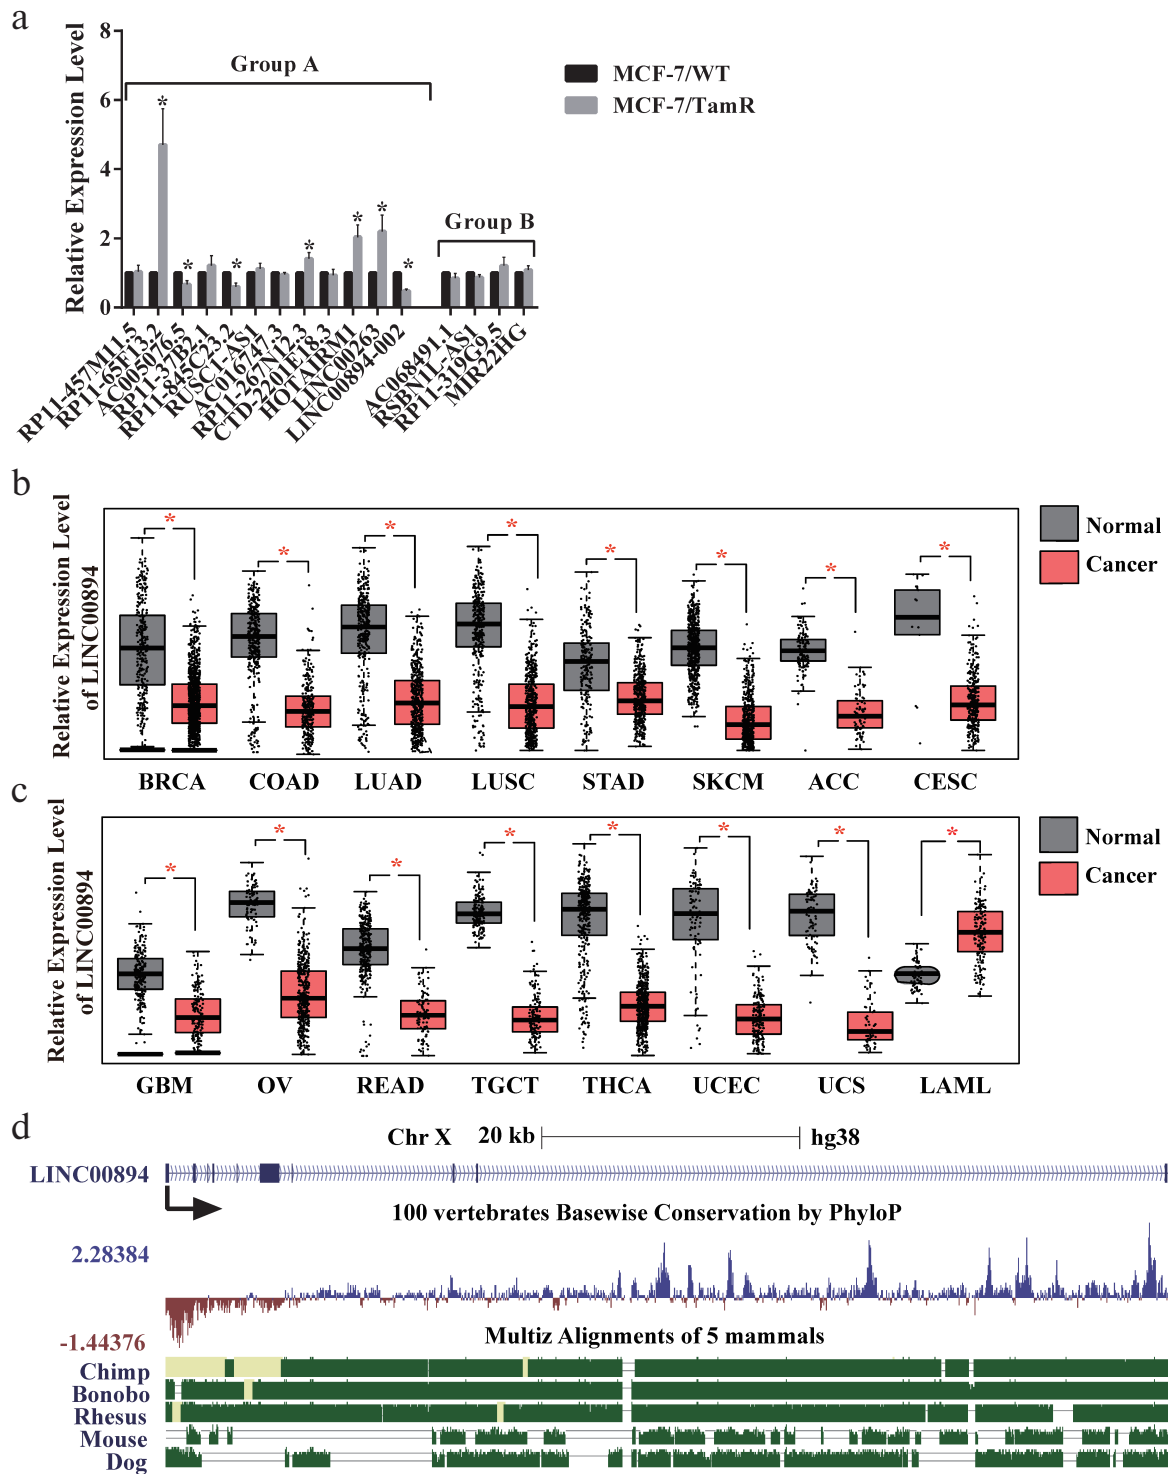 a
Relative Expression Level
8
6
4
2
0
Group A
Group B
MCF-7/WT
MCF-7/TamR
* * * * * * *
RP11-457M11.5
RP11-65F13.2
AC005076.5
RP11-37B2.1
RP11-845C23.2
RUSC1-AS1
AC016747.3
RP11-267N12.3
CTD-2201E18.3
HOTAIRM1
LINC00263
LINC00894-002
AC068491.1
RSBN1L-AS1
RP11-319G9.5
MIR22HG
b
Relative Expression Level
of LINC00894
* * * * * * * *
Normal
Cancer
BRCA COAD LUAD LUSC STAD SKCM ACC CESC
c
Relative Expression Level
of LINC00894
* * * * * * * *
Normal
Cancer
GBM OV READ TGCT THCA UCEC UCS LAML
d
Chr X 20 kb hg38
LINC00894
100 vertebrates Basewise Conservation by PhyloP
2.28384
-1.44376
Multiz Alignments of 5 mammals
Chimp
Bonobo
Rhesus
Mouse
Dog